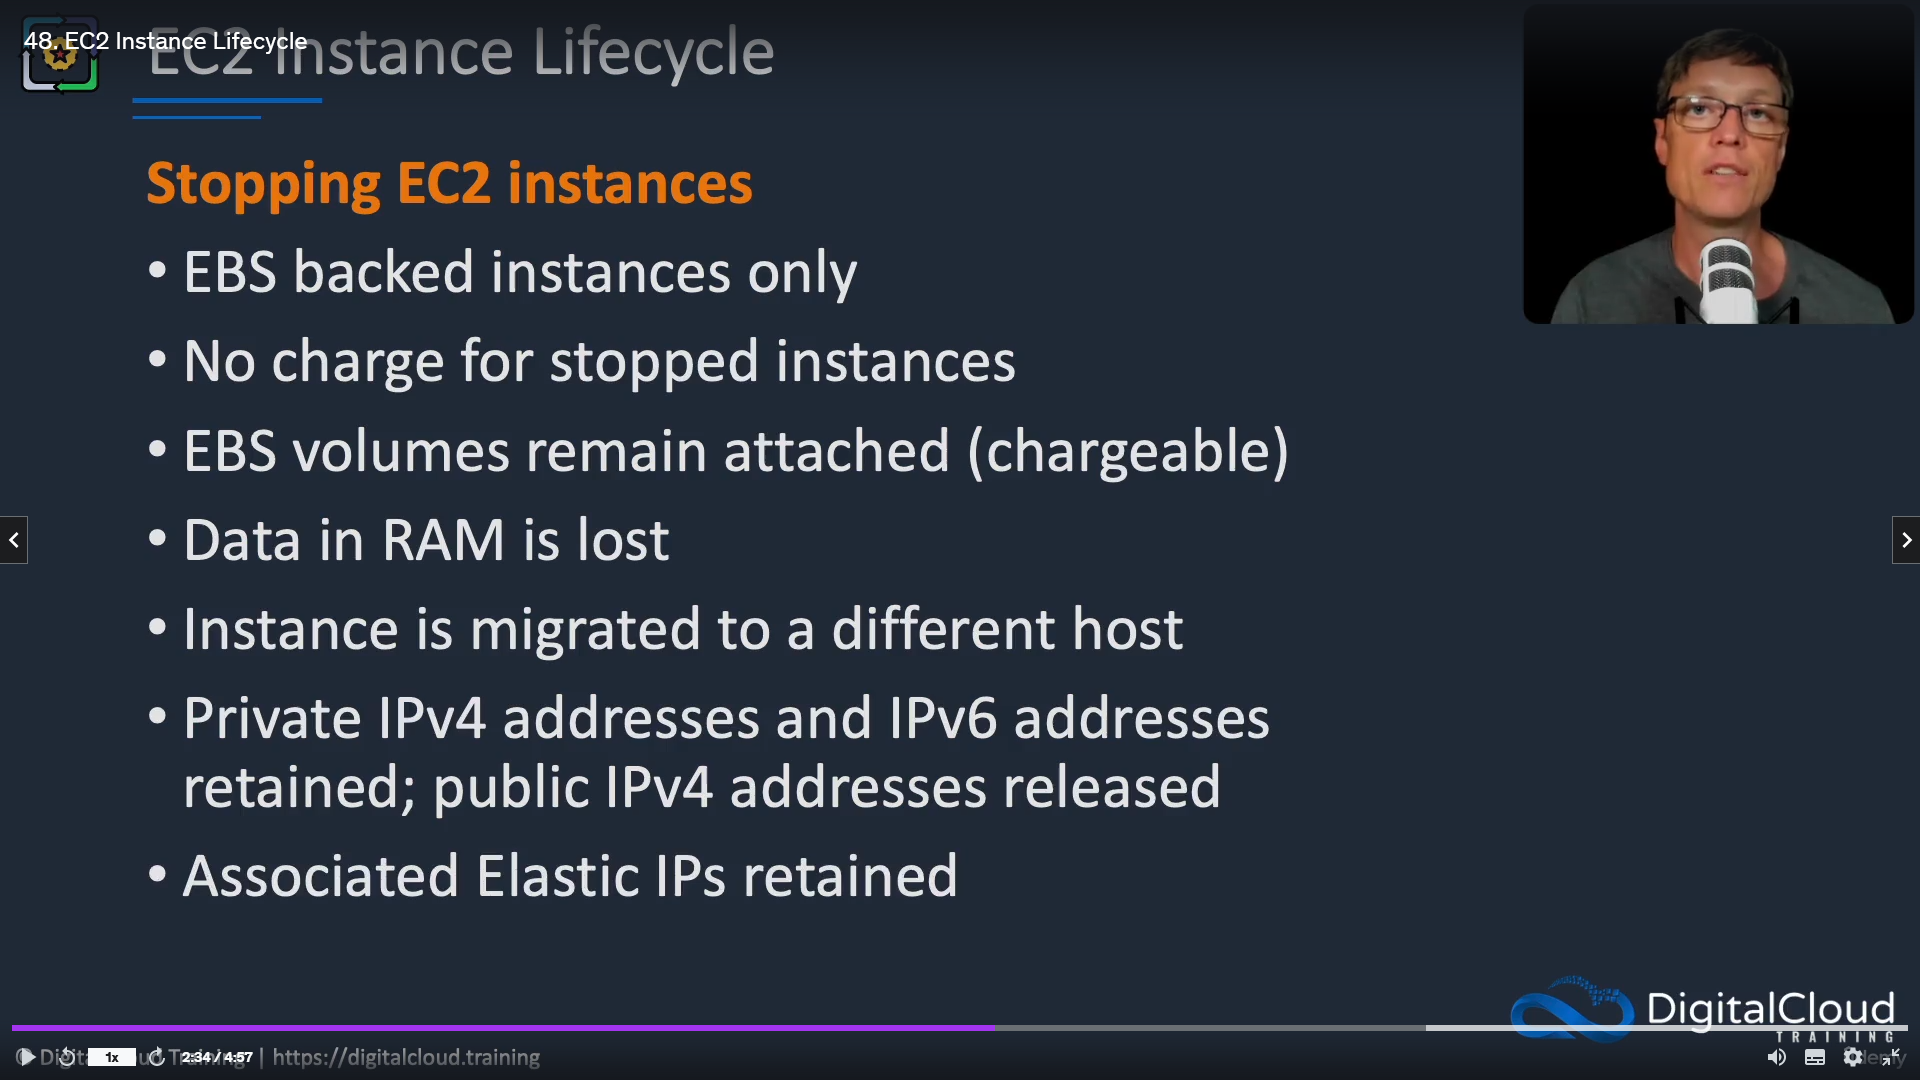 48. EC2 Instance Lifecycle
EC2 Instance Lifecycle
Stopping EC2 instances
• EBS backed instances only
• No charge for stopped instances
• EBS volumes remain attached (chargeable)
• Data in RAM is lost
• Instance is migrated to a different host
• Private IPv4 addresses and IPv6 addresses
retained; public IPv4 addresses released
• Associated Elastic IPs retained
DigitalCloud
TRAINING
1x
2:34 / 4:57
| https://digitalcloud.training